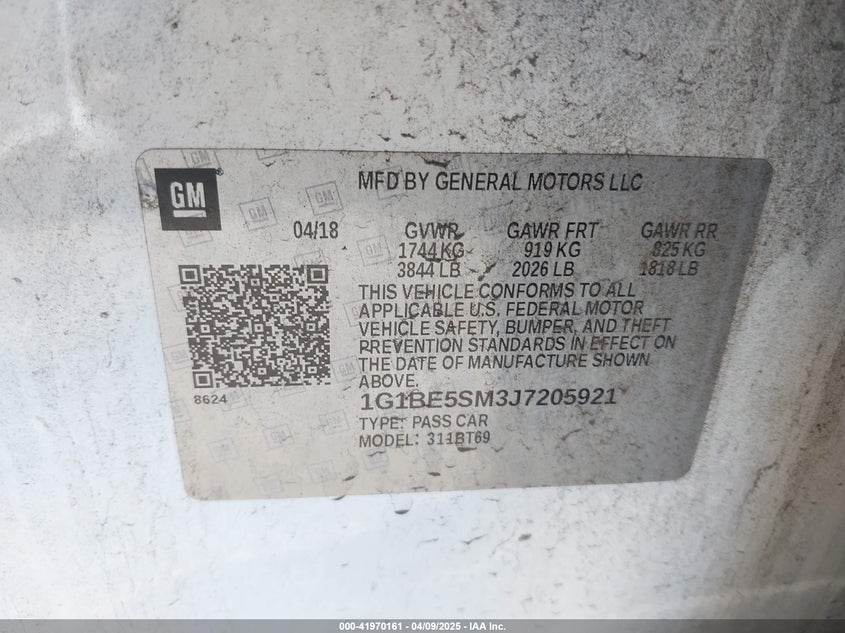 GM
MFD BY GENERAL MOTORS LLC
04/18 GVWR GAWR FRT GAWR RR
1744 KG 919 KG 825 KG
3844 LB 2026 LB 1818 LB
THIS VEHICLE CONFORMS TO ALL
APPLICABLE U.S. FEDERAL MOTOR
VEHICLE SAFETY, BUMPER, AND THEFT
PREVENTION STANDARDS IN EFFECT ON
THE DATE OF MANUFACTURE SHOWN
ABOVE.
8624
1G1BE5SM3J7205921
TYPE: PASS CAR
MODEL: 311BT69
000-41970161 - 04/09/2025 - IAA Inc.